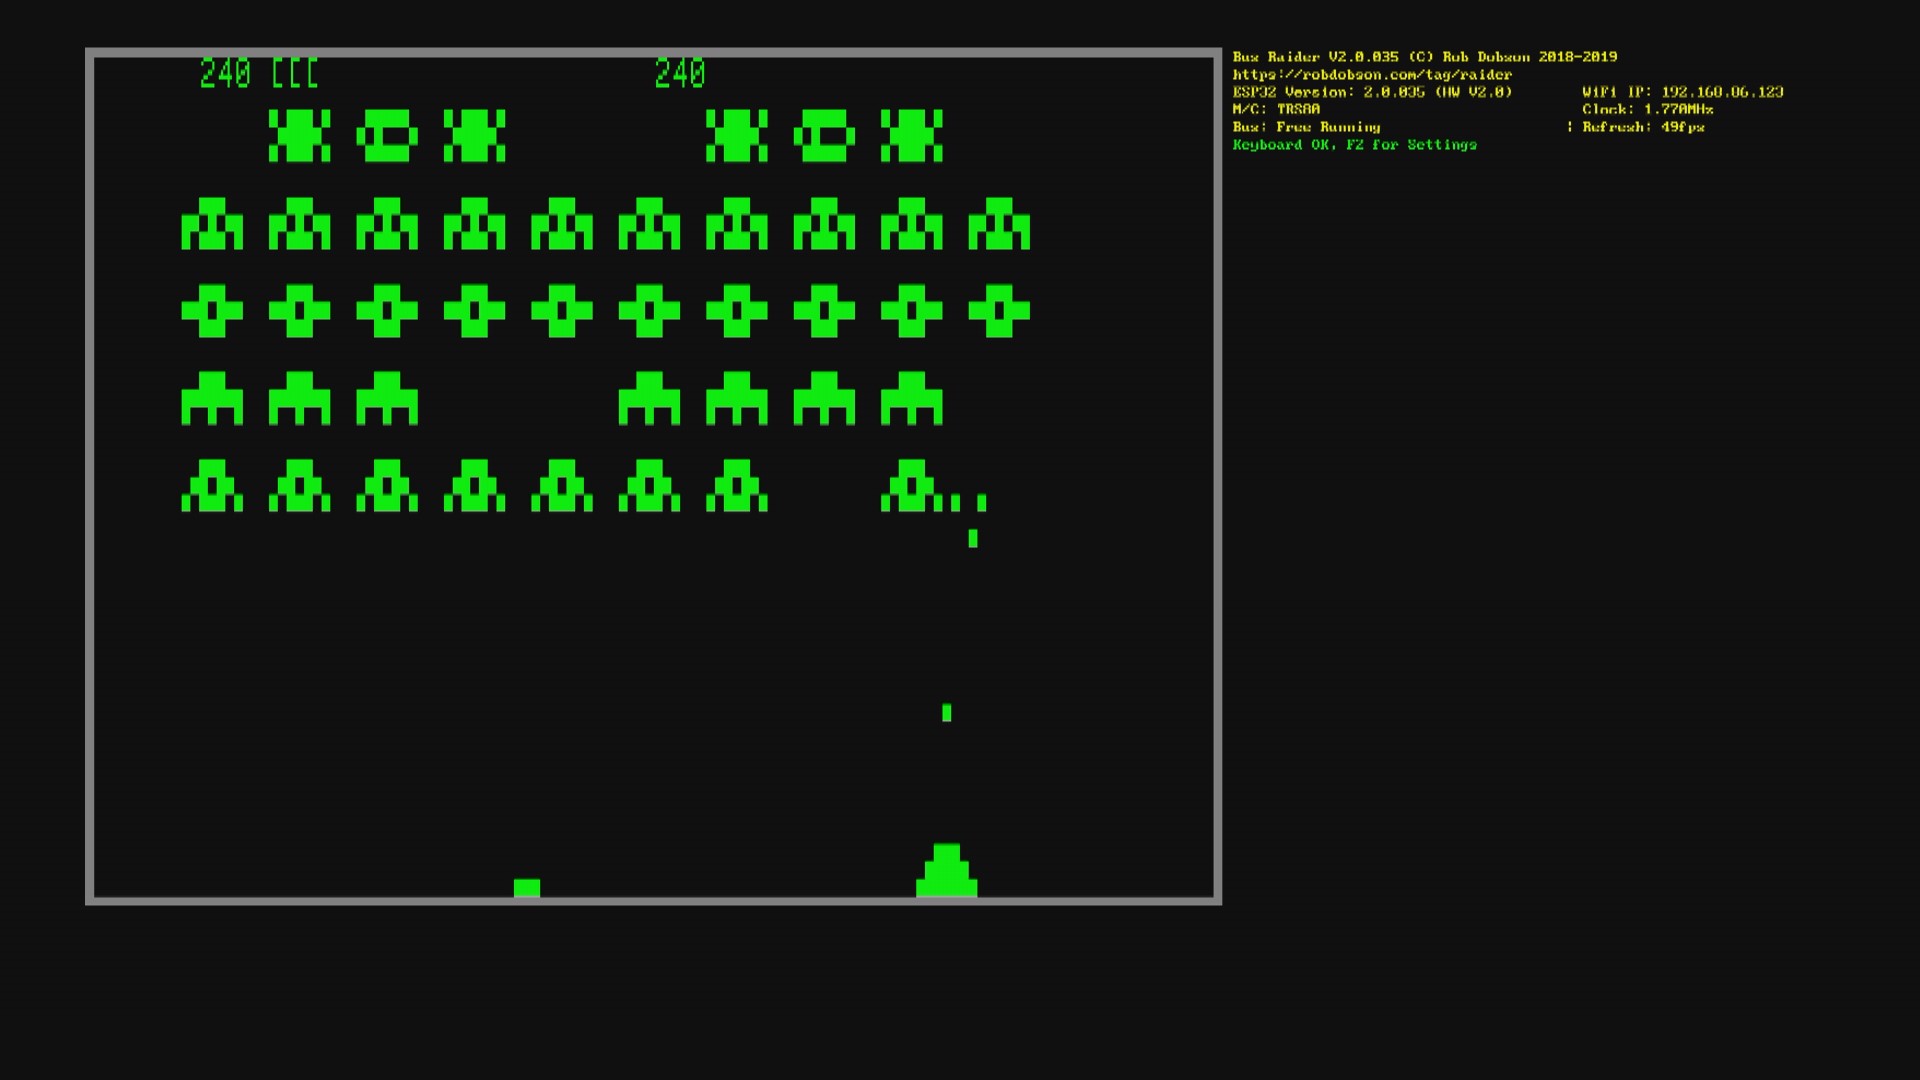 240 [[[ 240
Bus Raider V2.0.035 (C) Rob Dobson 2018-2019
https://robdobson.com/tag/raider
ESP32 Version: 2.0.035 (HW V2.0) WiFi IP: 192.168.86.123
M/C: TRS80 Clock: 1.770MHz
Bus: Free Running | Refresh: 49fps
Keyboard OK, F2 for Settings